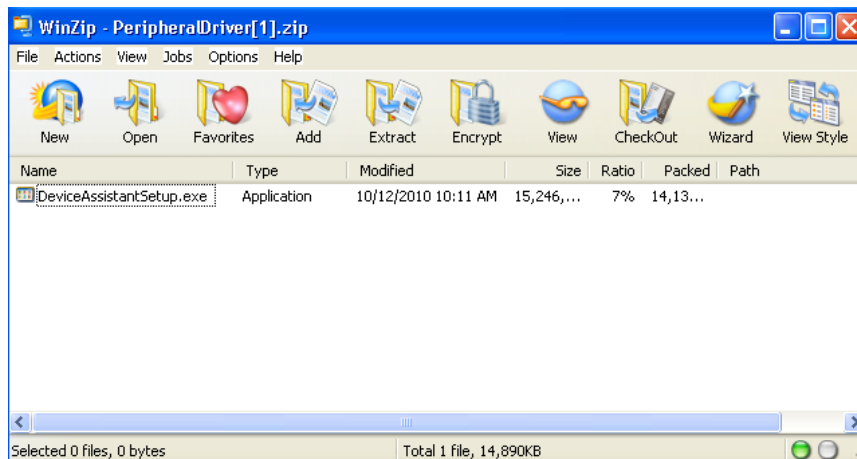 WinZip - PeripheralDriver[1].zip
File Actions View Jobs Options Help
New Open Favorites Add Extract Encrypt View CheckOut Wizard View Style
Name Type Modified Size Ratio Packed Path
DeviceAssistantSetup.exe Application 10/12/2010 10:11 AM 15,246,... 7% 14,13...
Selected 0 files, 0 bytes Total 1 file, 14,890KB